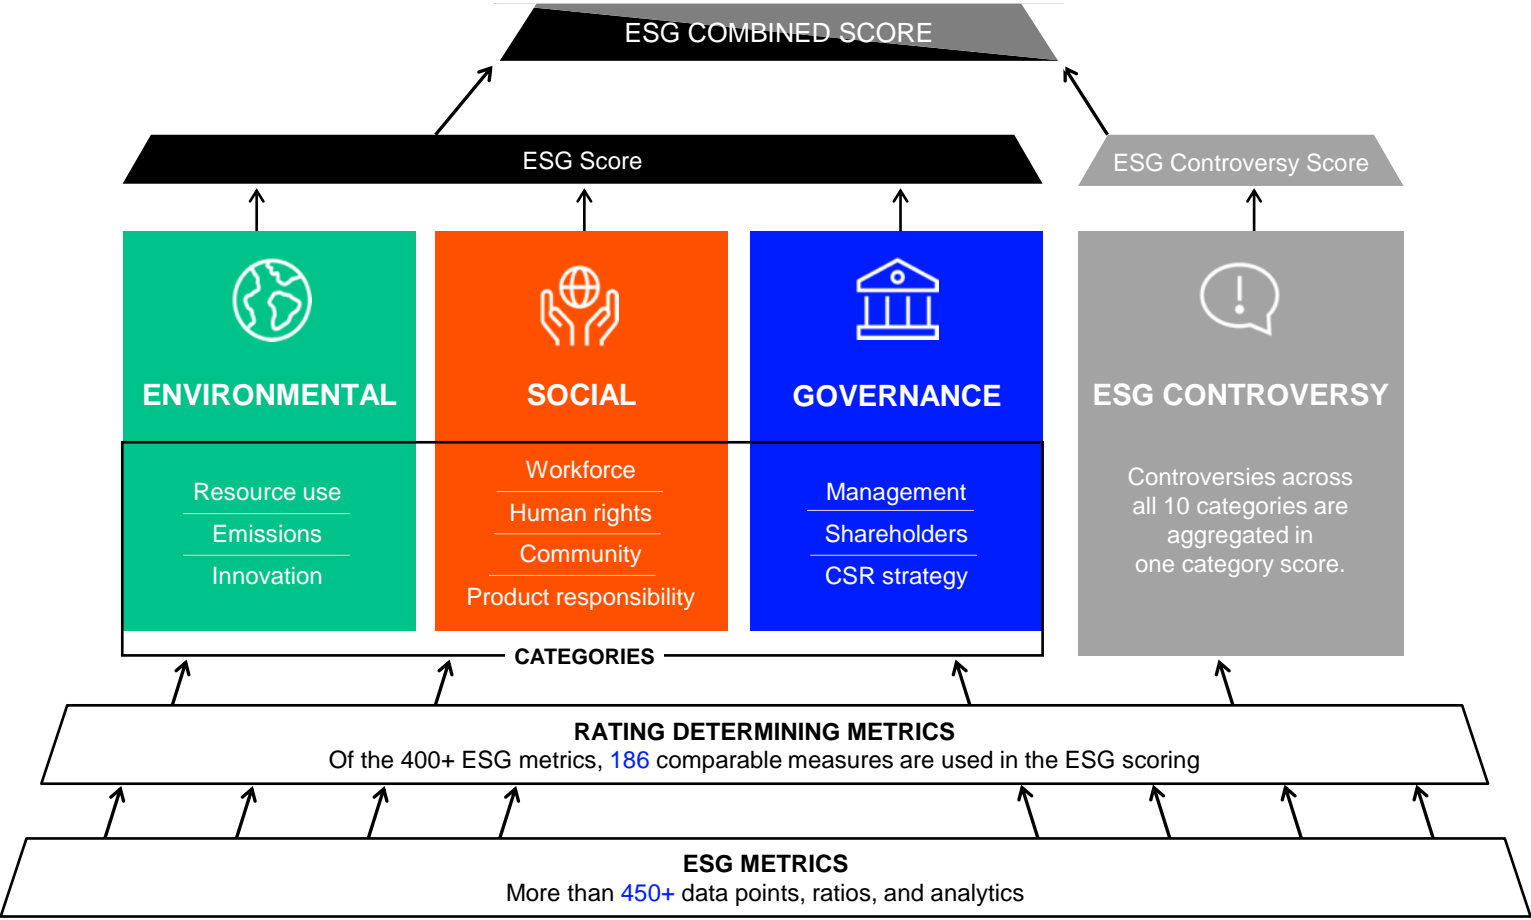 ESG COMBINED SCORE
ESG Score
ESG Controversy Score
ENVIRONMENTAL
Resource use
Emissions
Innovation
SOCIAL
Workforce
Human rights
Community
Product responsibility
GOVERNANCE
Management
Shareholders
CSR strategy
ESG CONTROVERSY
Controversies across
all 10 categories are
aggregated in
one category score.
CATEGORIES
RATING DETERMINING METRICS
Of the 400+ ESG metrics, 186 comparable measures are used in the ESG scoring
ESG METRICS
More than 450+ data points, ratios, and analytics